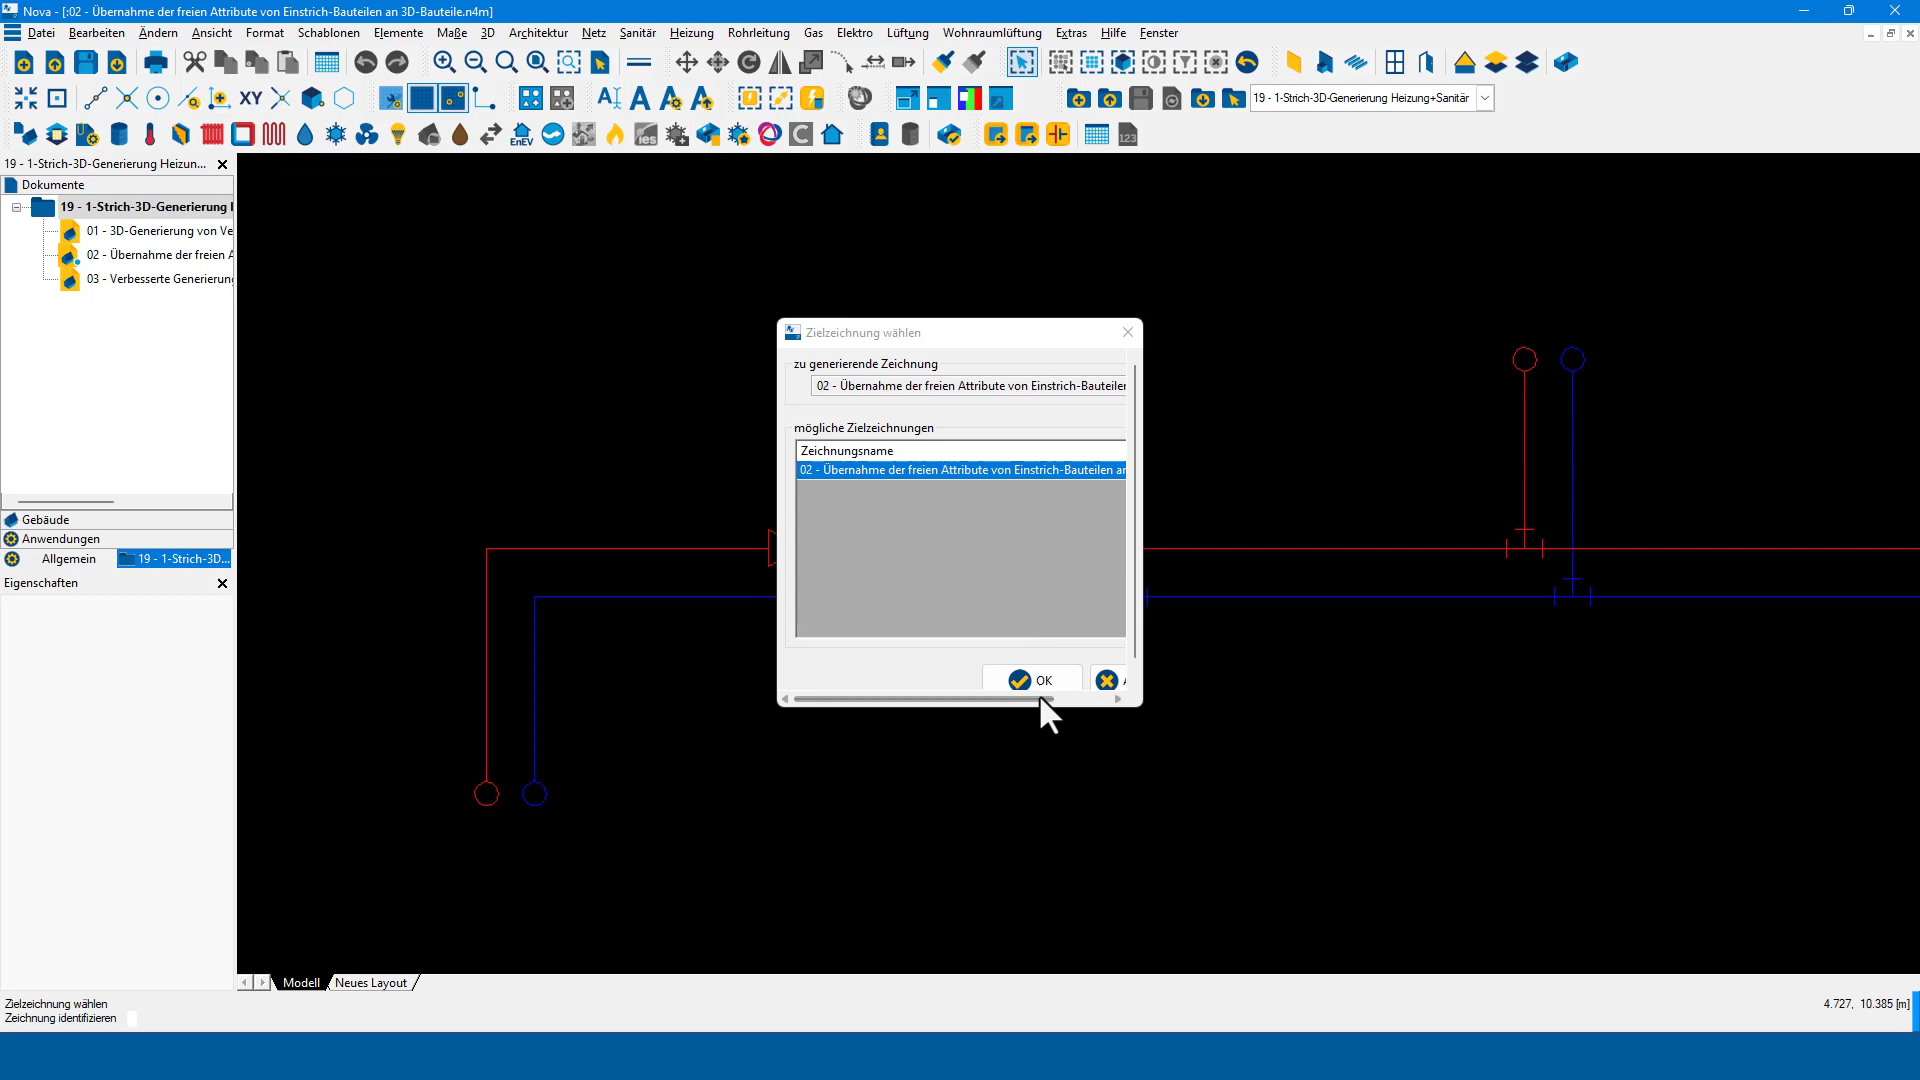 Nova - [:02 - Übernahme der freien Attribute von Einstrich-Bauteilen an 3D-Bauteile.n4m]
Datei Bearbeiten Ändern Ansicht Format Schablonen Elemente Maße 3D Architektur Netz Sanitär Heizung Rohrleitung Gas Elektro Lüftung Wohnraumlüftung Extras Hilfe Fenster
XY
19 - 1-Strich-3D-Generierung Heizung+Sanitär
EnEV
ies
123
19 - 1-Strich-3D-Generierung Heizun...
Dokumente
19 - 1-Strich-3D-Generierung
01 - 3D-Generierung von Ve
02 - Übernahme der freien A
03 - Verbesserte Generierung
Gebäude
Anwendungen
Allgemein
19 - 1-Strich-3D...
Eigenschaften
Zielzeichnung wählen
zu generierende Zeichnung
02 - Übernahme der freien Attribute von Einstrich-Bauteilen
mögliche Zielzeichnungen
Zeichnungsname
02 - Übernahme der freien Attribute von Einstrich-Bauteilen an
OK
Modell
Neues Layout
Zielzeichnung wählen
Zeichnung identifizieren
4.727, 10.385 [m]